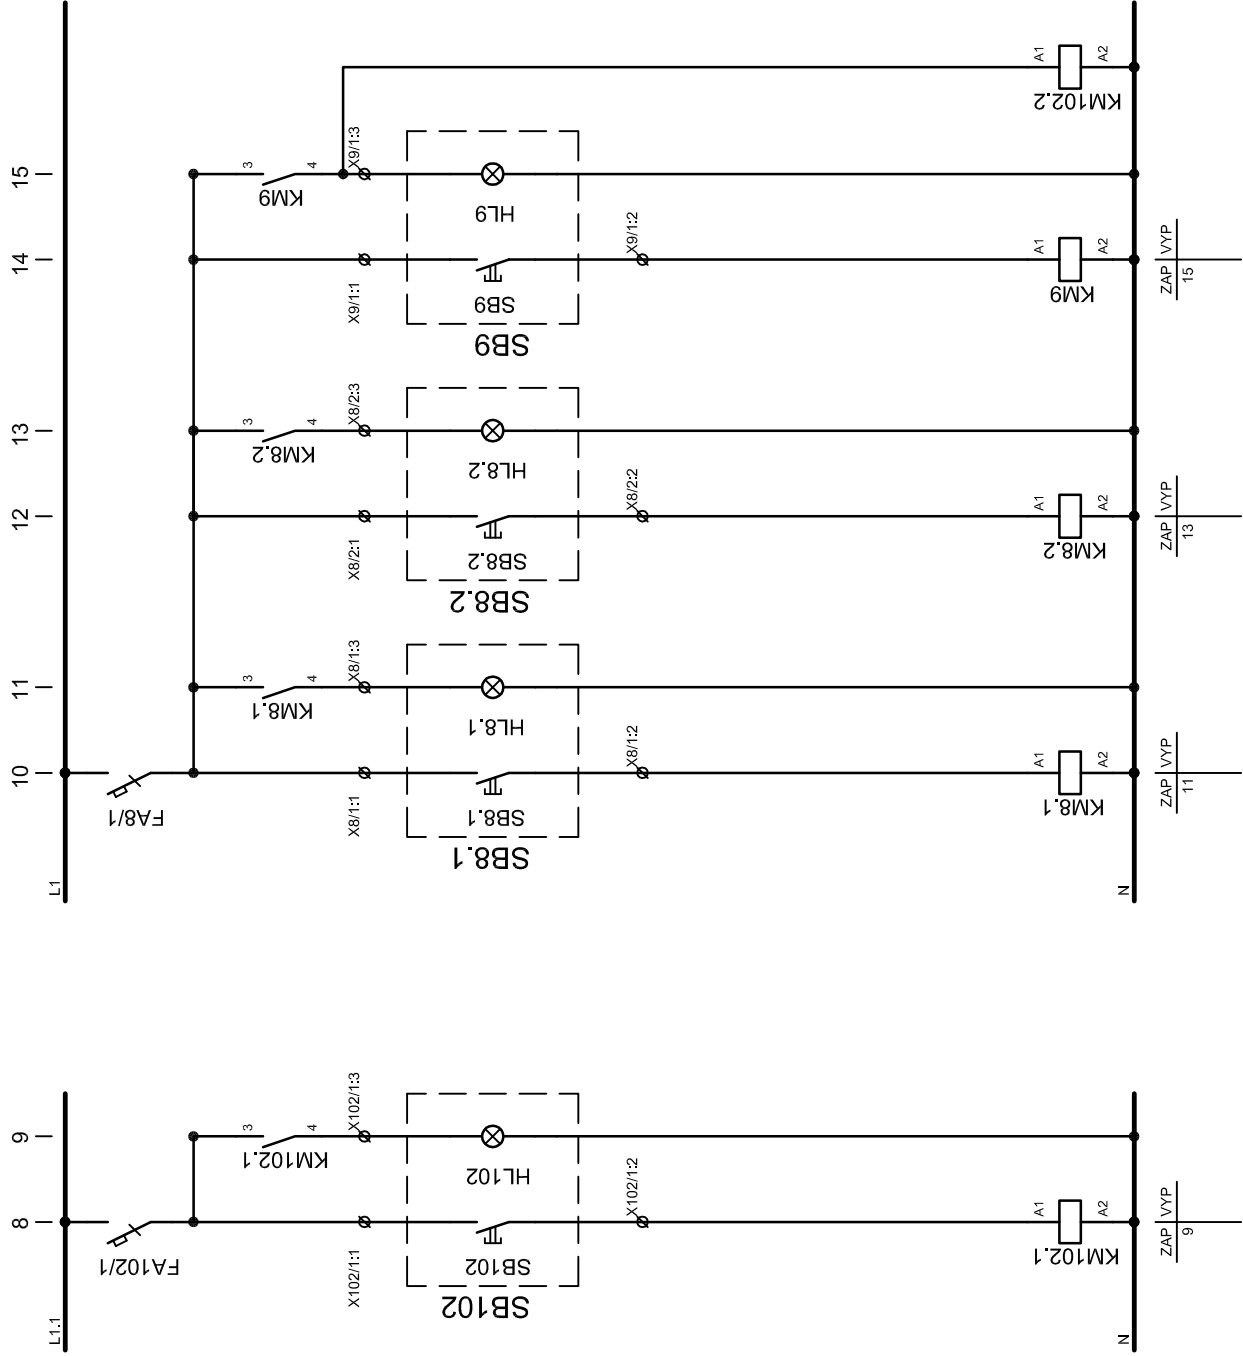 15
14
13
12
11
10
9
8
L1
N
L1.1
N
A1
A2
KM102.2
3
4
X9/1:3
KM9
HL9
X9/1:1
SB9
X9/1:2
SB9
A1
A2
KM9
ZAP VYP
15
3
4
X8/2:3
KM8.2
HL8.2
X8/2:1
SB8.2
X8/2:2
SB8.2
A1
A2
KM8.2
ZAP VYP
13
3
4
X8/1:3
KM8.1
HL8.1
FA8/1
X8/1:1
SB8.1
X8/1:2
SB8.1
A1
A2
KM8.1
ZAP VYP
11
3
4
X102/1:3
KM102.1
HL102
FA102/1
X102/1:1
SB102
X102/1:2
SB102
A1
A2
KM102.1
ZAP VYP
9